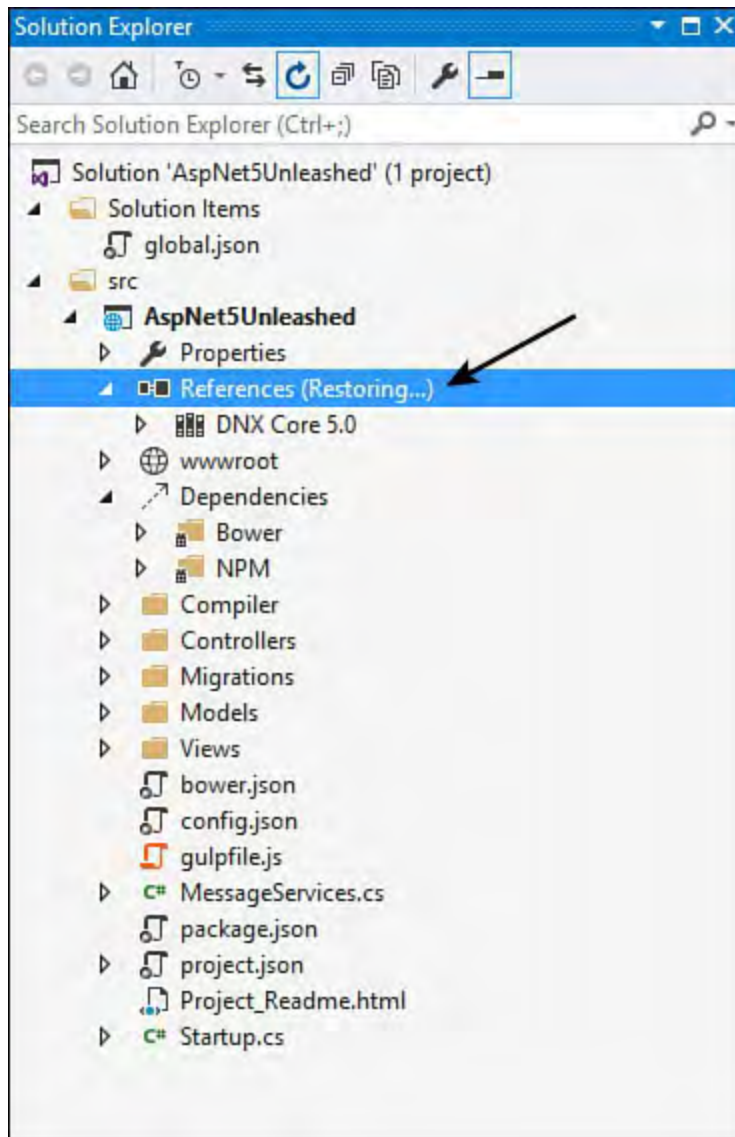 Solution Explorer
Search Solution Explorer (Ctrl+;)
Solution 'AspNet5Unleashed' (1 project)
Solution Items
global.json
src
AspNet5Unleashed
Properties
References (Restoring...)
DNX Core 5.0
wwwroot
Dependencies
Bower
NPM
Compiler
Controllers
Migrations
Models
Views
bower.json
config.json
gulpfile.js
C# MessageServices.cs
package.json
project.json
Project_Readme.html
C# Startup.cs